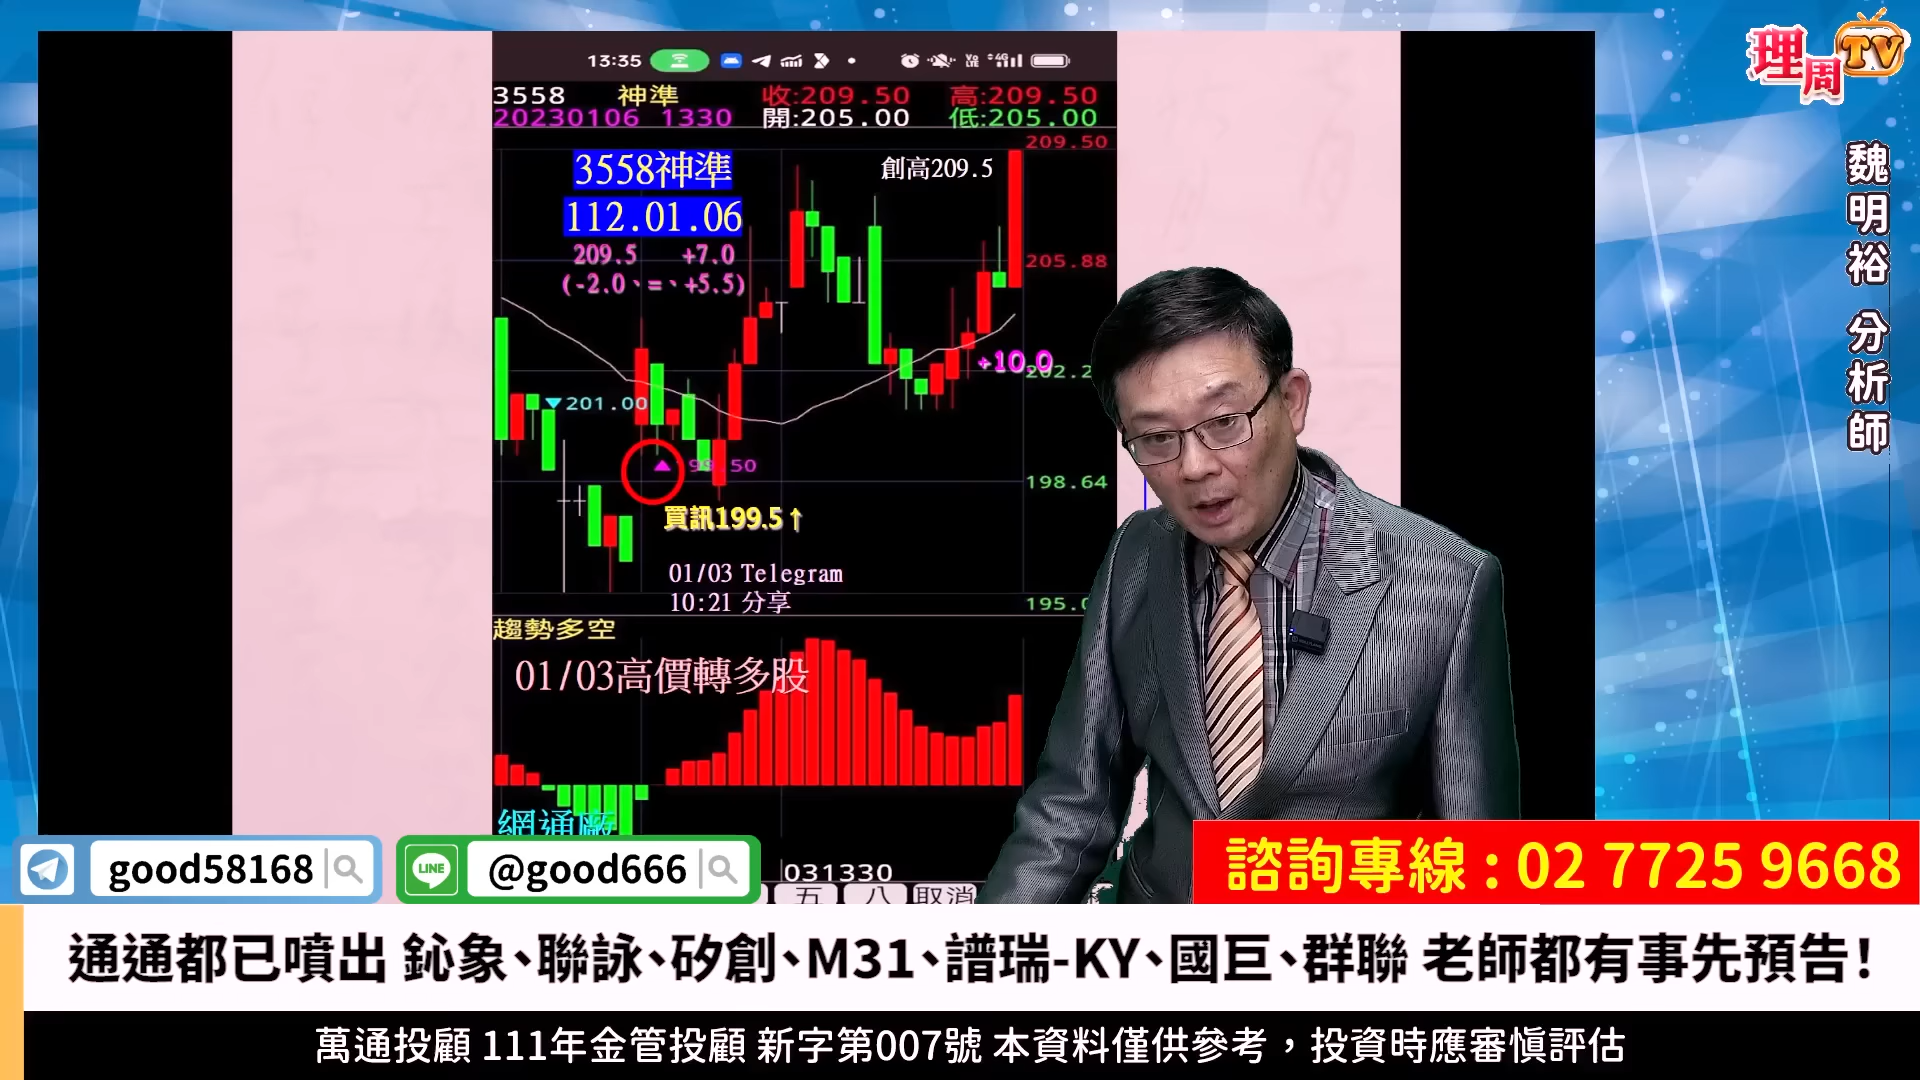 理周TV
魏明裕 分析師
13:35
3558 神準 收:209.50 高:209.50
20230106 1330 開:205.00 低:205.00
209.50
3558神準
創高209.5
112.01.06
209.5 +7.0
(-2.0、=、+5.5)
205.88
+10.0
201.00
買訊199.5↑
198.64
01/03 Telegram
10:21 分享
趨勢多空
01/03高價轉多股
網通廠
031330
五 八 取消
good58168
LINE @good666
諮詢專線 : 02 7725 9668
通通都已噴出 鈊象、聯詠、矽創、M31、譜瑞-KY、國巨、群聯 老師都有事先預告!
萬通投顧 111年金管投顧 新字第007號 本資料僅供參考，投資時應審慎評估